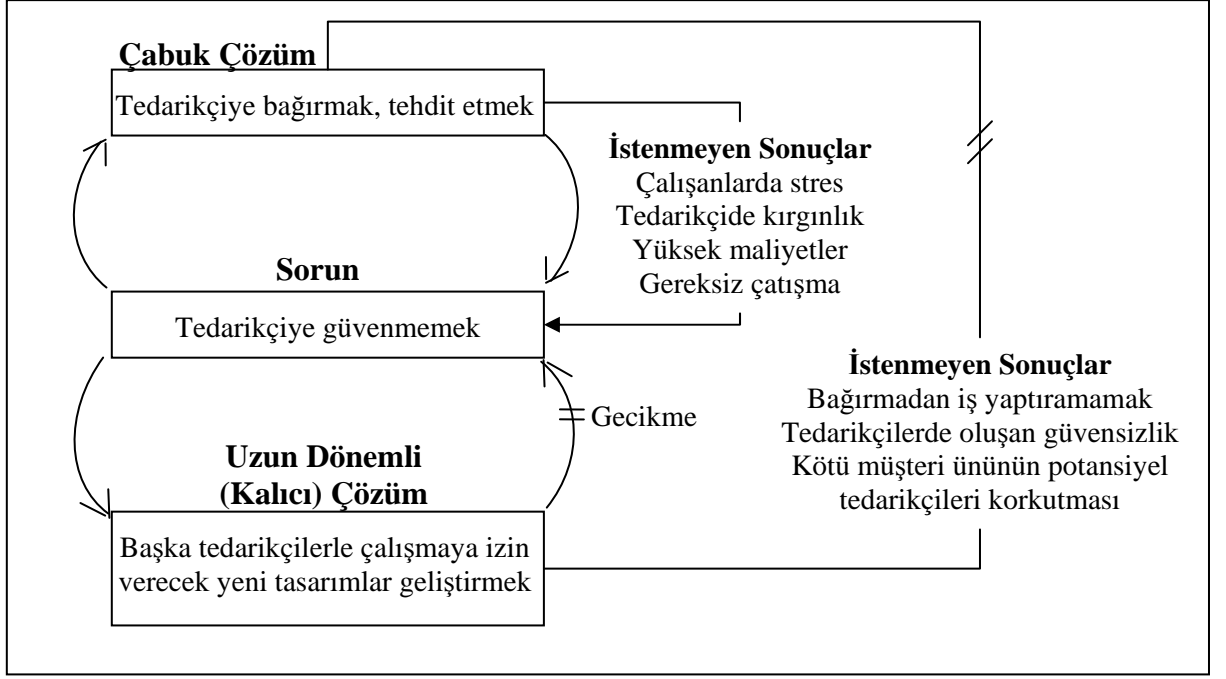 Çabuk Çözüm
Tedarikçiye bağırmak, tehdit etmek
İstenmeyen Sonuçlar
Çalışanlarda stres
Tedarikçide kırgınlık
Yüksek maliyetler
Gereksiz çatışma
Sorun
Tedarikçiye güvenmemek
İstenmeyen Sonuçlar
Bağırmadan iş yaptıramamak
Tedarikçilerde oluşan güvensizlik
Kötü müşteri ününün potansiyel
tedarikçileri korkutması
Gecikme
Uzun Dönemli
(Kalıcı) Çözüm
Başka tedarikçilerle çalışmaya izin
verecek yeni tasarımlar geliştirmek